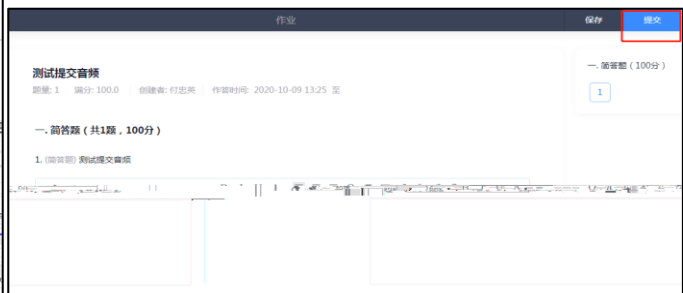 作业
保存 提交
测试提交音频
题量: 1 满分: 100.0 创建者: 付忠英 作答时间: 2020-10-09 13:25 至
一. 简答题（共1题，100分）
1. (简答题) 测试提交音频
一. 简答题（100分）
1